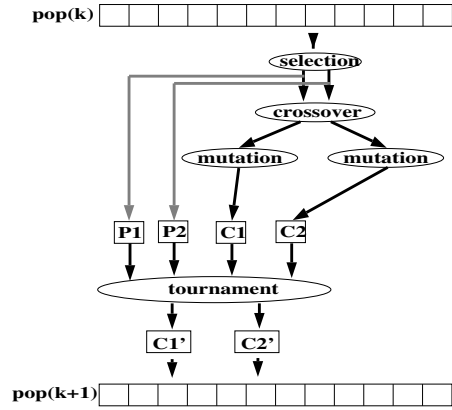 pop(k)
selection
crossover
mutation mutation
P1 P2 C1 C2
tournament
C1' C2'
pop(k+1)